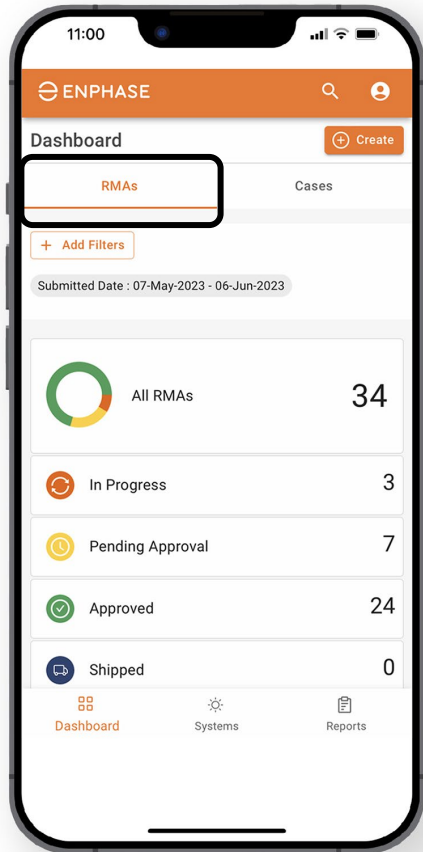 11:00
ENPHASE
Dashboard
Create
RMAs Cases
+ Add Filters
Submitted Date : 07-May-2023 - 06-Jun-2023
All RMAs 34
In Progress 3
Pending Approval 7
Approved 24
Shipped 0
Dashboard Systems Reports